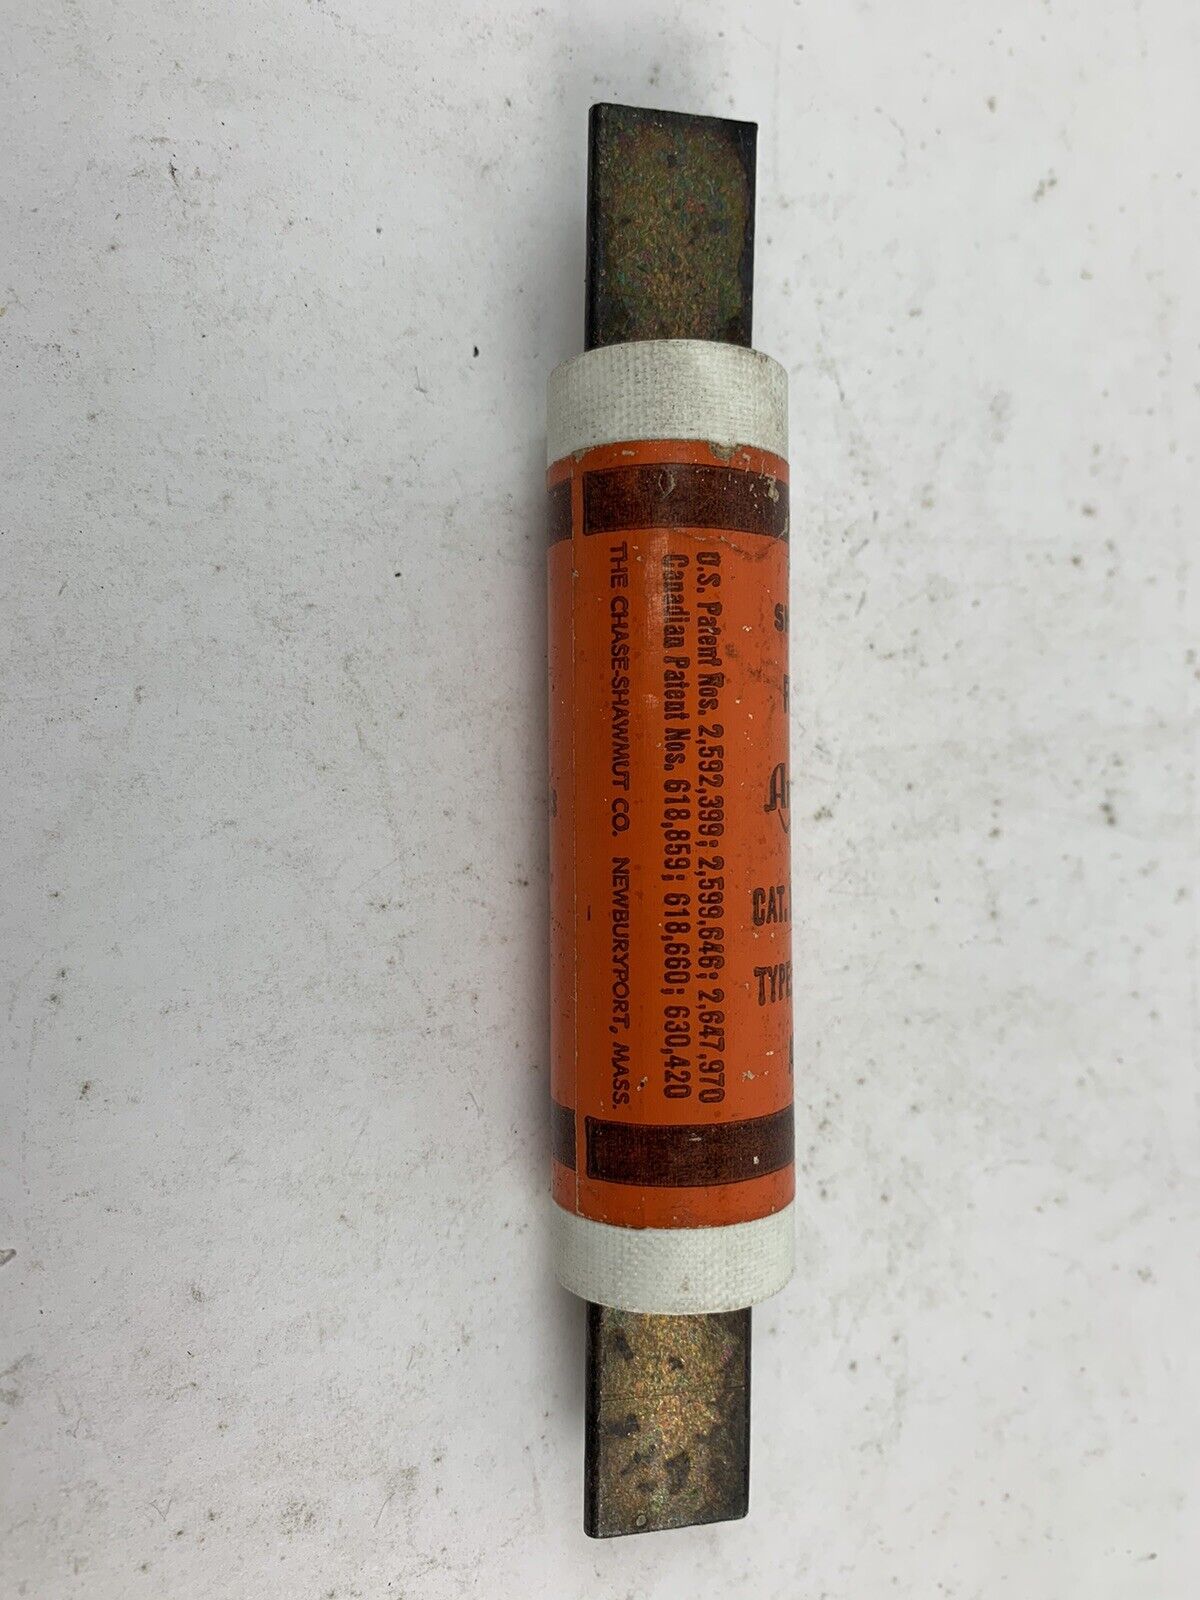 U.S. Patent Nos. 2,592,399; 2,599,646; 2,647,970
Canadian Patent Nos. 618,859; 618,660; 630,420
THE CHASE-SHAWMUT CO. NEWBURYPORT, MASS.
CAT.
TYPE